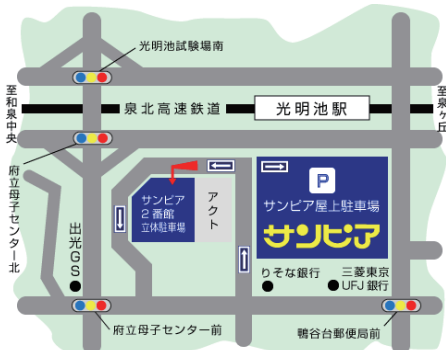 光明池試験場南
至和泉中央
泉北高速鉄道
光明池駅
至泉ヶ丘
府立母子センター北
P
サンピア屋上駐車場
サンピア
サンピア
2番館
立体駐車場
アクト
出光GS
りそな銀行
三菱東京
UFJ銀行
府立母子センター前
鴨谷台郵便局前